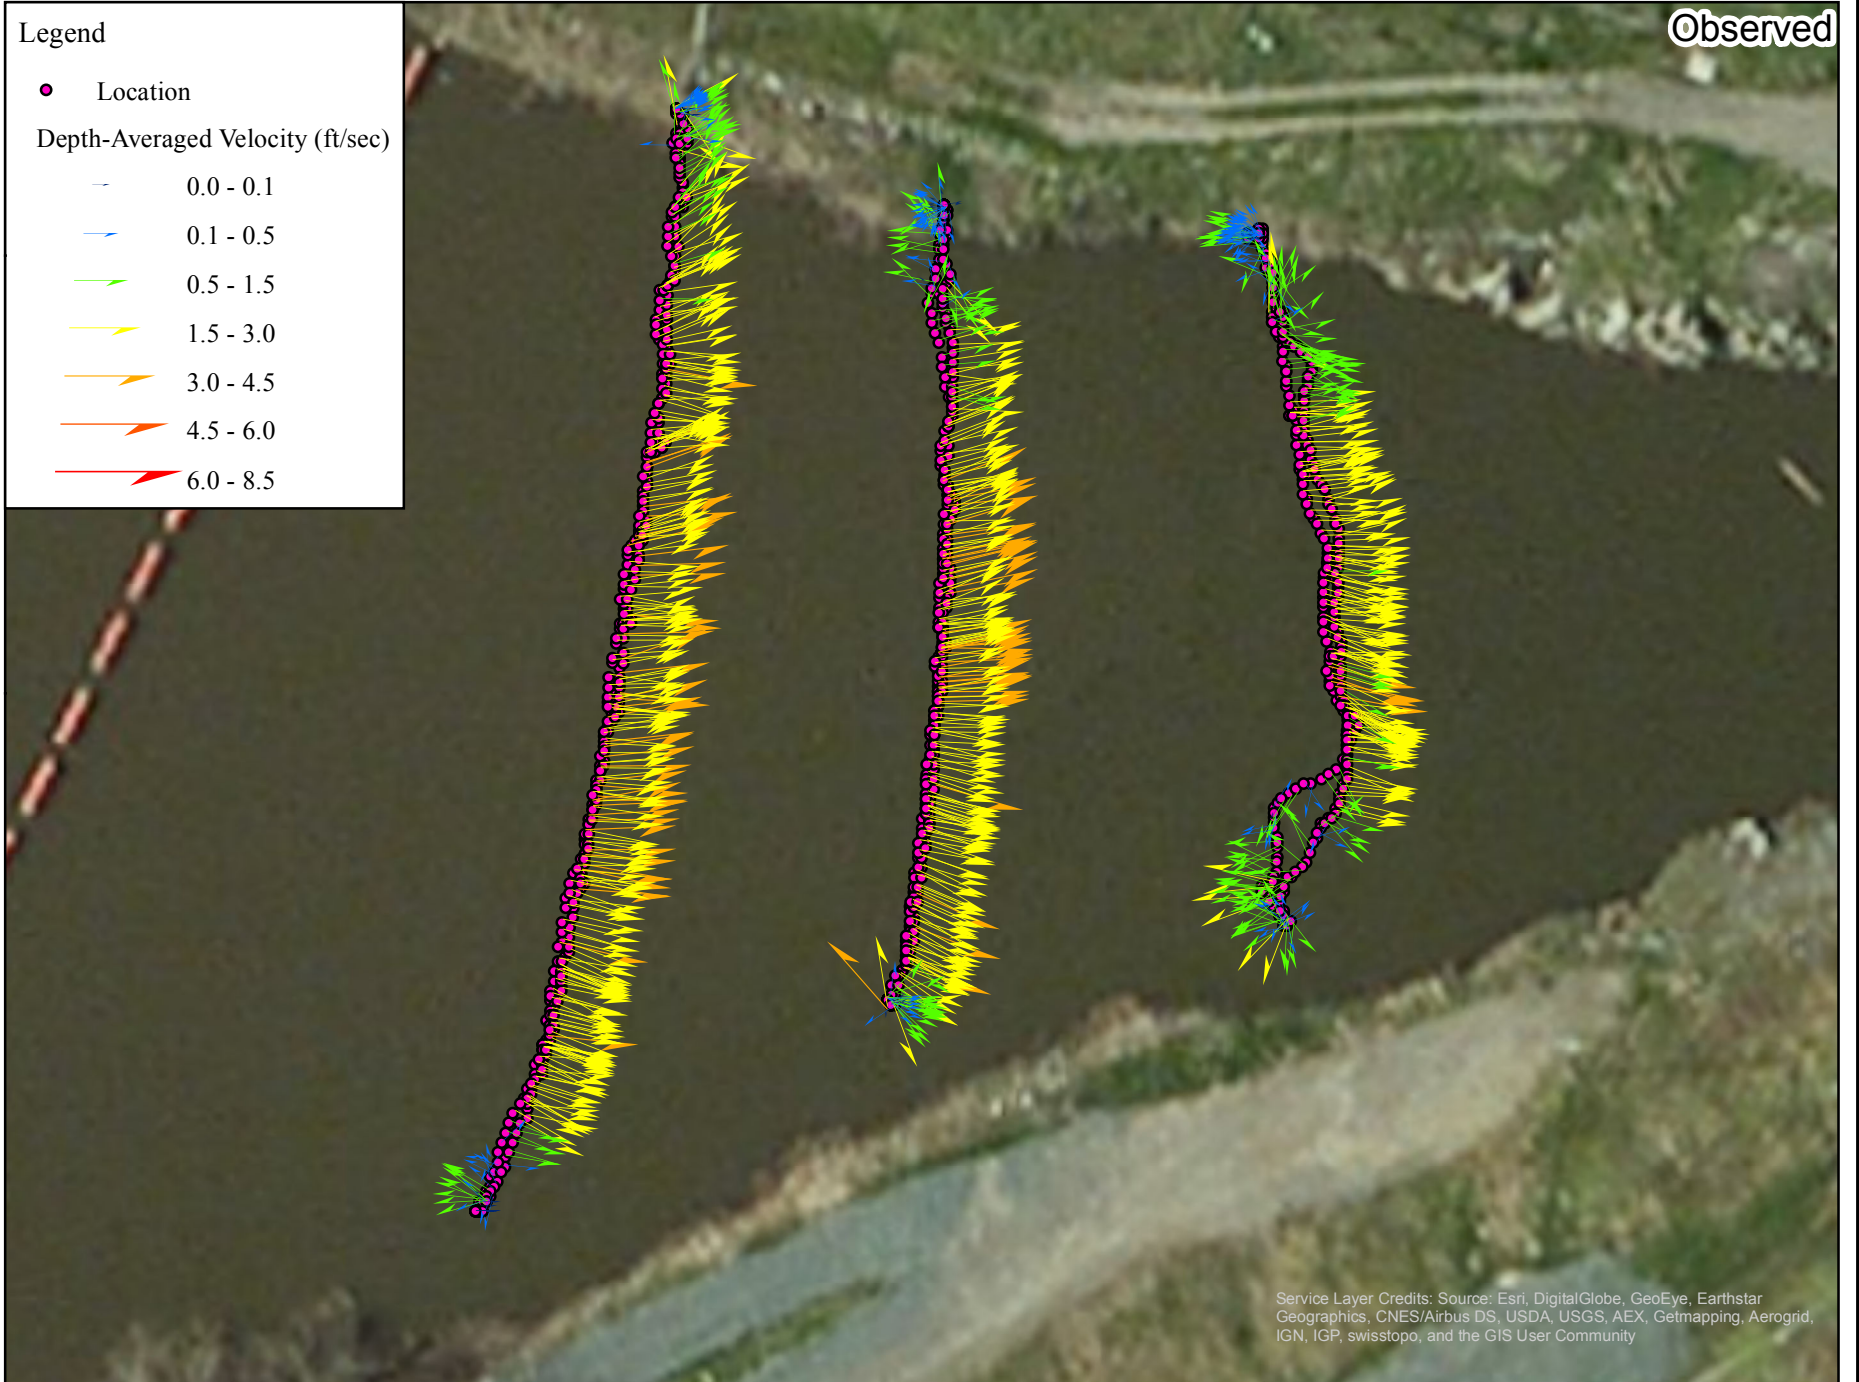 Legend
Location
Depth-Averaged Velocity (ft/sec)
0.0 - 0.1
0.1 - 0.5
0.5 - 1.5
1.5 - 3.0
3.0 - 4.5
4.5 - 6.0
6.0 - 8.5
Observed
Service Layer Credits: Source: Esri, DigitalGlobe, GeoEye, Earthstar
Geographics, CNES/Airbus DS, USDA, USGS, AEX, Getmapping, Aerogrid,
IGN, IGP, swisstopo, and the GIS User Community